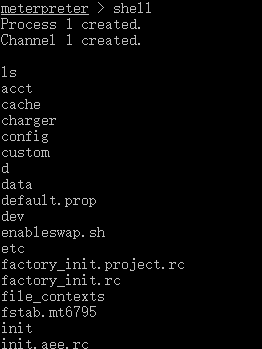 meterpreter > shell
Process 1 created.
Channel 1 created.
ls
acct
cache
charger
config
custom
d
data
default.prop
dev
enableswap.sh
etc
factory_init.project.rc
factory_init.rc
file_contexts
fstab.mt6795
init
init.aee.rc